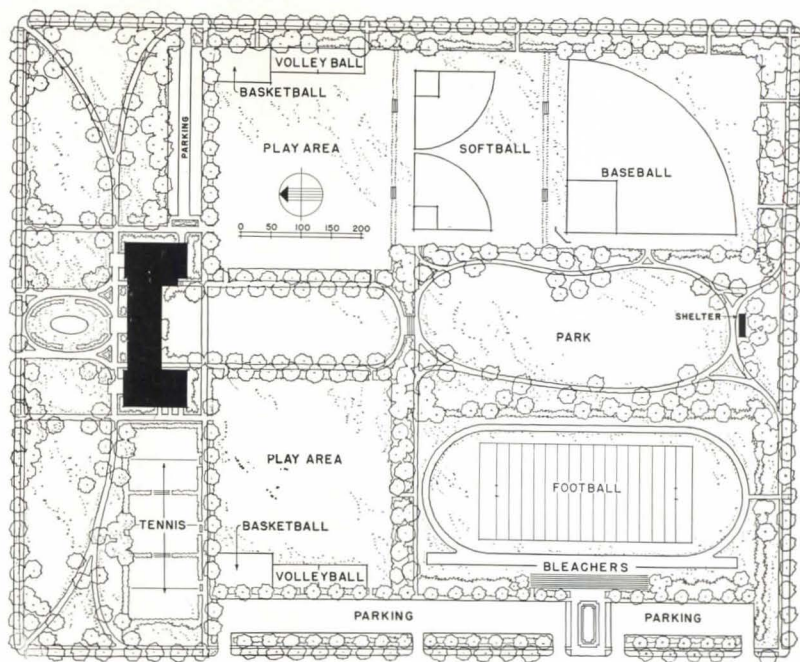 VOLLEY BALL
BASKETBALL
PARKING
PLAY AREA
SOFTBALL
BASEBALL
0 50 100 150 200
SHELTER
PARK
PLAY AREA
FOOTBALL
TENNIS
BASKETBALL
VOLLEYBALL
BLEACHERS
PARKING
PARKING